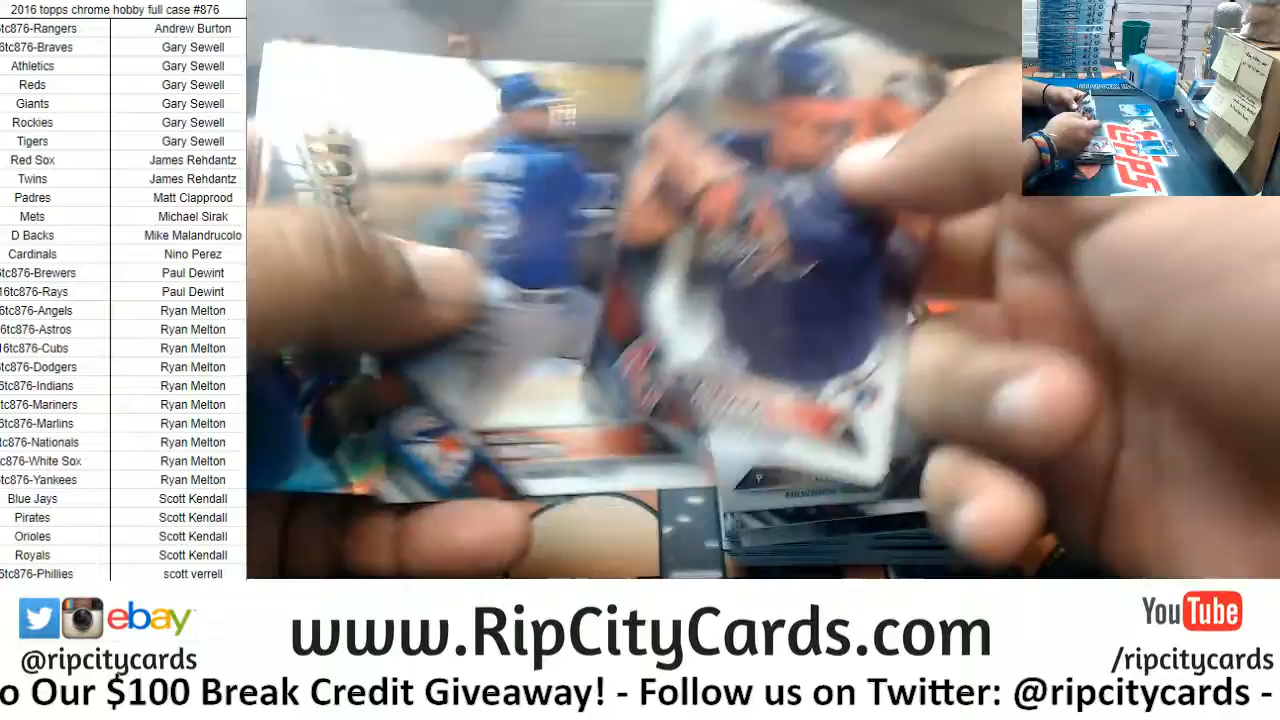 2016 topps chrome hobby full case #876
6tc876-Rangers Andrew Burton
6tc876-Braves Gary Sewell
Athletics Gary Sewell
Reds Gary Sewell
Giants Gary Sewell
Rockies Gary Sewell
Tigers Gary Sewell
Red Sox James Rehdantz
Twins James Rehdantz
Padres Matt Clapprood
Mets Michael Sirak
D Backs Mike Malandrucolo
Cardinals Nino Perez
6tc876-Brewers Paul Dewint
16tc876-Rays Paul Dewint
6tc876-Angels Ryan Melton
6tc876-Astros Ryan Melton
16tc876-Cubs Ryan Melton
6tc876-Dodgers Ryan Melton
6tc876-Indians Ryan Melton
6tc876-Mariners Ryan Melton
6tc876-Marlins Ryan Melton
tc876-Nationals Ryan Melton
c876-White Sox Ryan Melton
6tc876-Yankees Ryan Melton
Blue Jays Scott Kendall
Pirates Scott Kendall
Orioles Scott Kendall
Royals Scott Kendall
6tc876-Phillies scott verrell
topps
ebay
@ripcitycards
www.RipCityCards.com
YouTube
/ripcitycards
o Our $100 Break Credit Giveaway! - Follow us on Twitter: @ripcitycards -